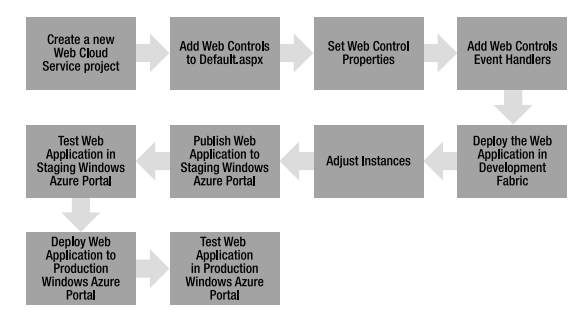 Create a new
Web Cloud
Service project
Add Web Controls
to Default.aspx
Set Web Control
Properties
Add Web Controls
Event Handlers
Deploy the Web
Application in
Development
Fabric
Adjust Instances
Publish Web
Application to
Staging Windows
Azure Portal
Test Web
Application in
Staging Windows
Azure Portal
Deploy Web
Application to
Production
Windows Azure
Portal
Test Web
Application
in Production
Windows Azure
Portal